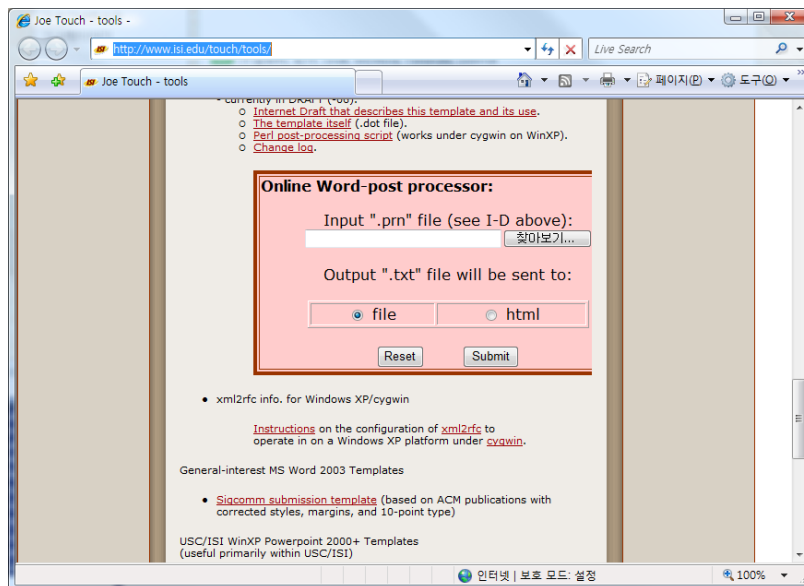 Joe Touch - tools -
http://www.isi.edu/touch/tools/
Live Search
Joe Touch - tools
페이지(P)
도구(O)
- currently in DRAFT (-06).
Internet Draft that describes this template and its use.
The template itself (.dot file).
Perl post-processing script (works under cygwin on WinXP).
Change log.
Online Word-post processor:
Input ".prn" file (see I-D above):
찾아보기...
Output ".txt" file will be sent to:
file
html
Reset
Submit
xml2rfc info. for Windows XP/cygwin
Instructions on the configuration of xml2rfc to
operate in on a Windows XP platform under cygwin.
General-interest MS Word 2003 Templates
Sigcomm submission template (based on ACM publications with
corrected styles, margins, and 10-point type)
USC/ISI WinXP Powerpoint 2000+ Templates
(useful primarily within USC/ISI)
인터넷 | 보호 모드: 설정
100%